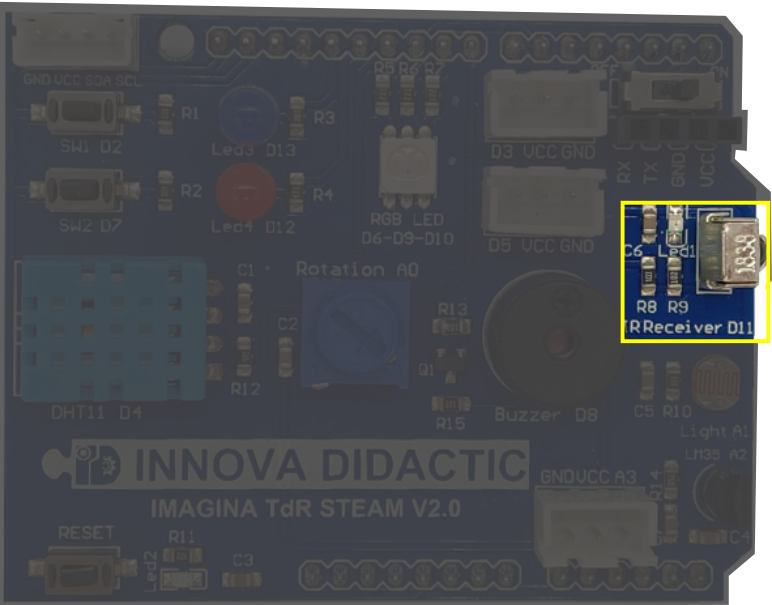 GND VCC SDA SCL
R5 R6 R7
ON
R1
R3
SW1 D2
Led3 D13
D3 VCC GND
RX
TX
GND
VCC
R2
R4
SW2 D7
Led4 D12
RGB LED
D6-D9-D10
D5 VCC GND
C6 Led1
1838
R8 R9
IR Receiver D11
C1
Rotation A0
R13
C2
Q1
R12
R15
DHT11 D4
Buzzer D8
C5 R10
Light A1
LM35 A2
INNOVA DIDACTIC
IMAGINA TdR STEAM V2.0
GND VCC A3
R14
RESET
R11
Led2
C3
C4